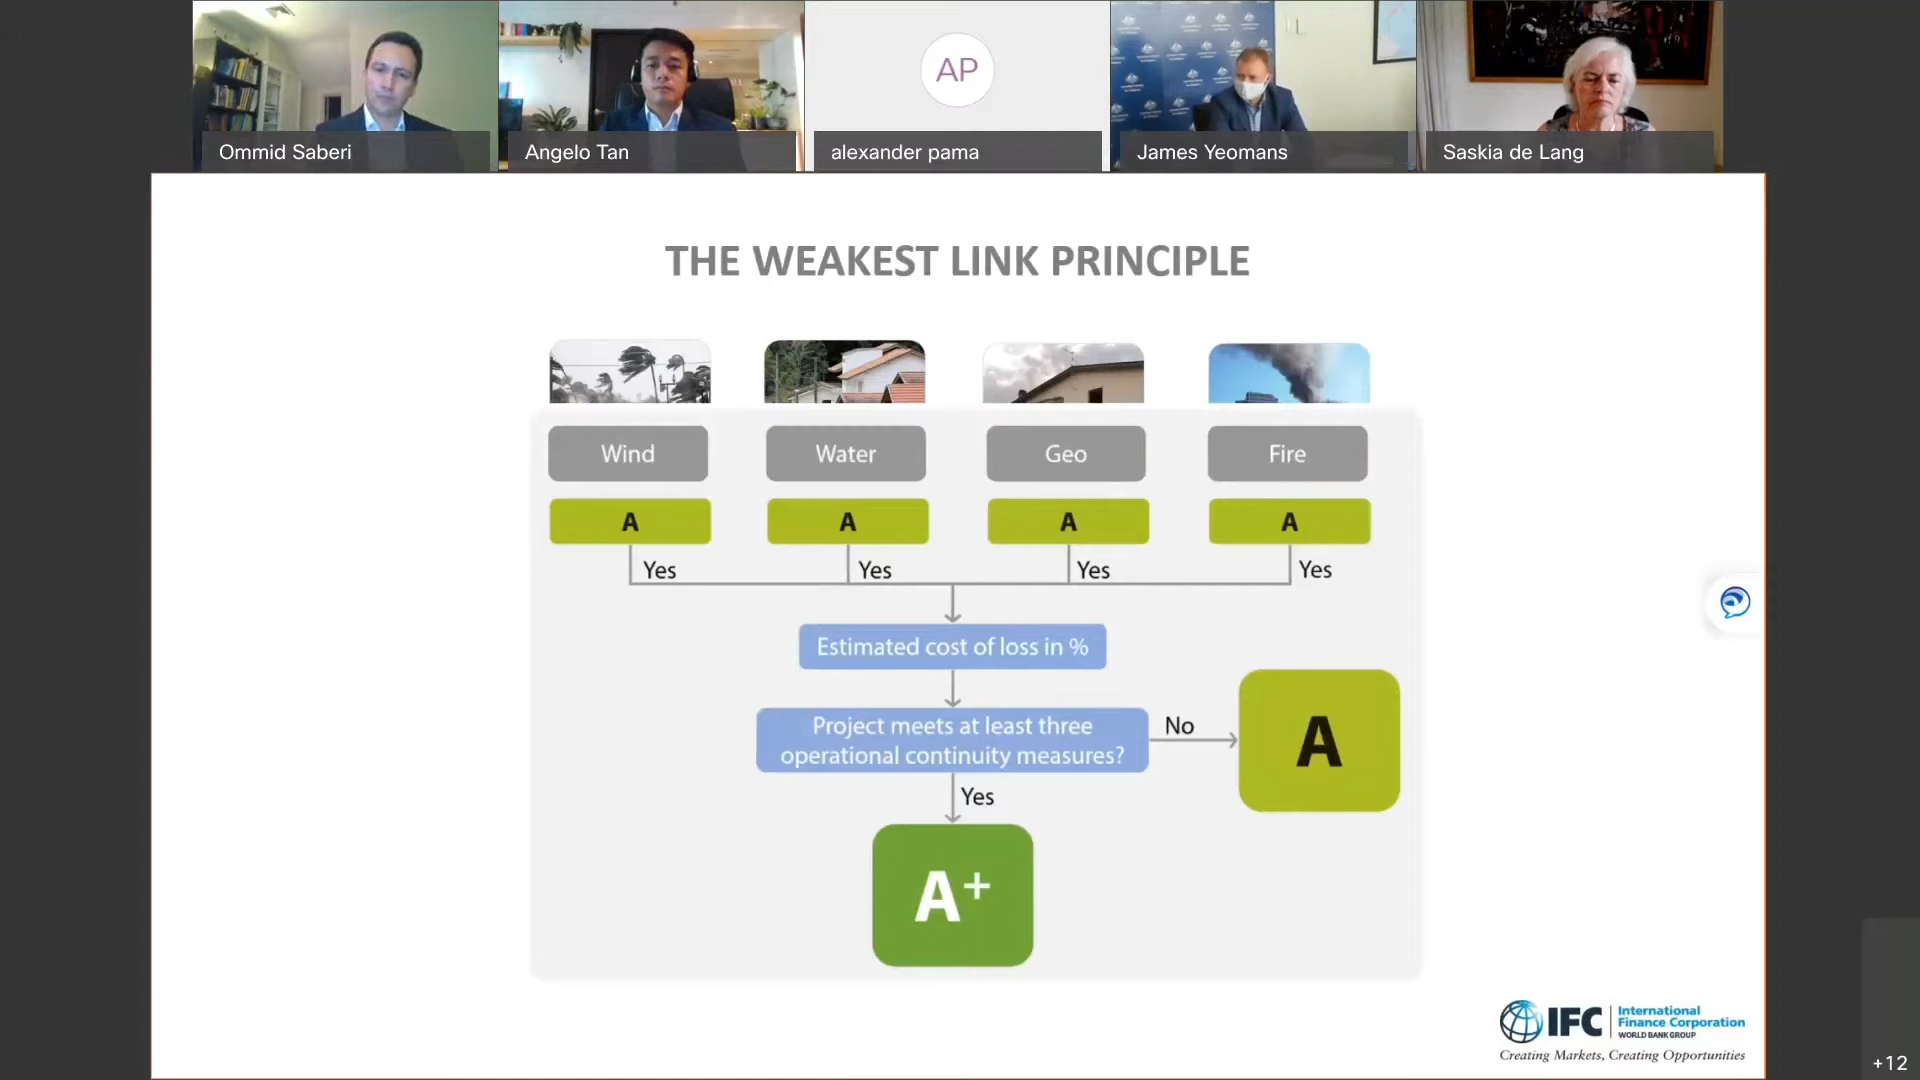 AP
Ommid Saberi
Angelo Tan
alexander pama
James Yeomans
Saskia de Lang
THE WEAKEST LINK PRINCIPLE
Wind
Water
Geo
Fire
A
A
A
A
Yes
Yes
Yes
Yes
Estimated cost of loss in %
Project meets at least three
operational continuity measures?
No
A
Yes
A+
IFC
International
Finance Corporation
WORLD BANK GROUP
Creating Markets, Creating Opportunities
+12